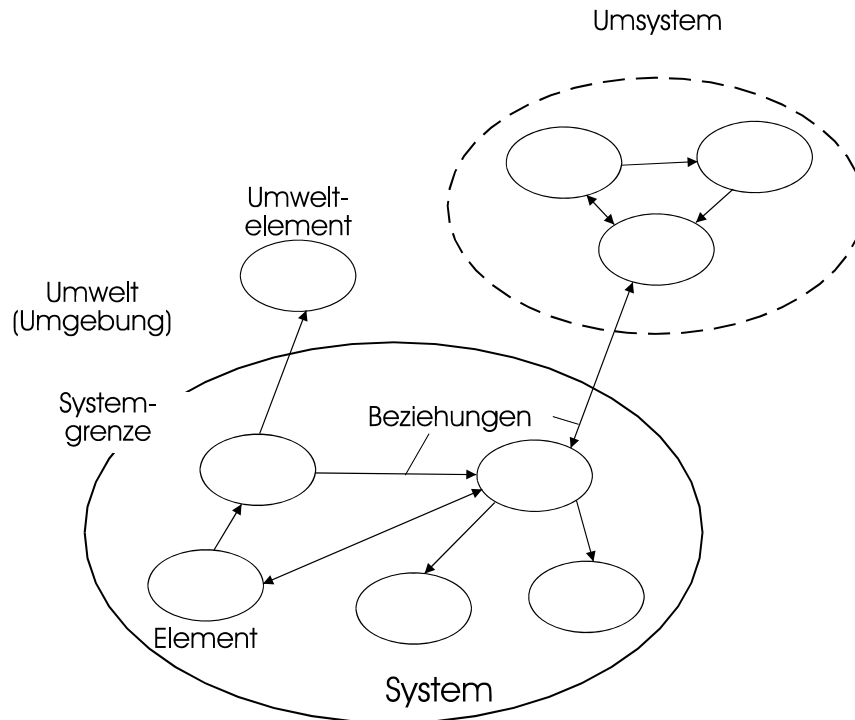 Umsystem
Umwelt-
element
Umwelt
(Umgebung)
System-
grenze
Beziehungen
Element
System